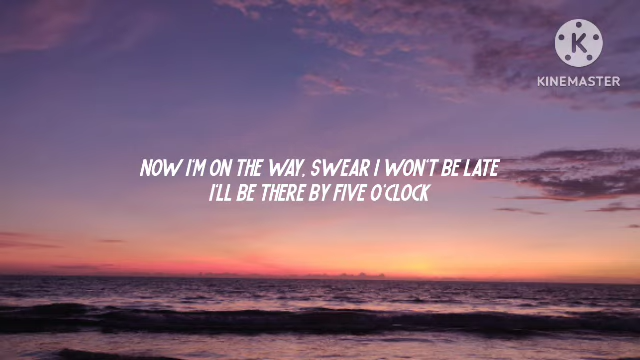 KINEMASTER
NOW I'M ON THE WAY, SWEAR I WON'T BE LATE
I'LL BE THERE BY FIVE O'CLOCK